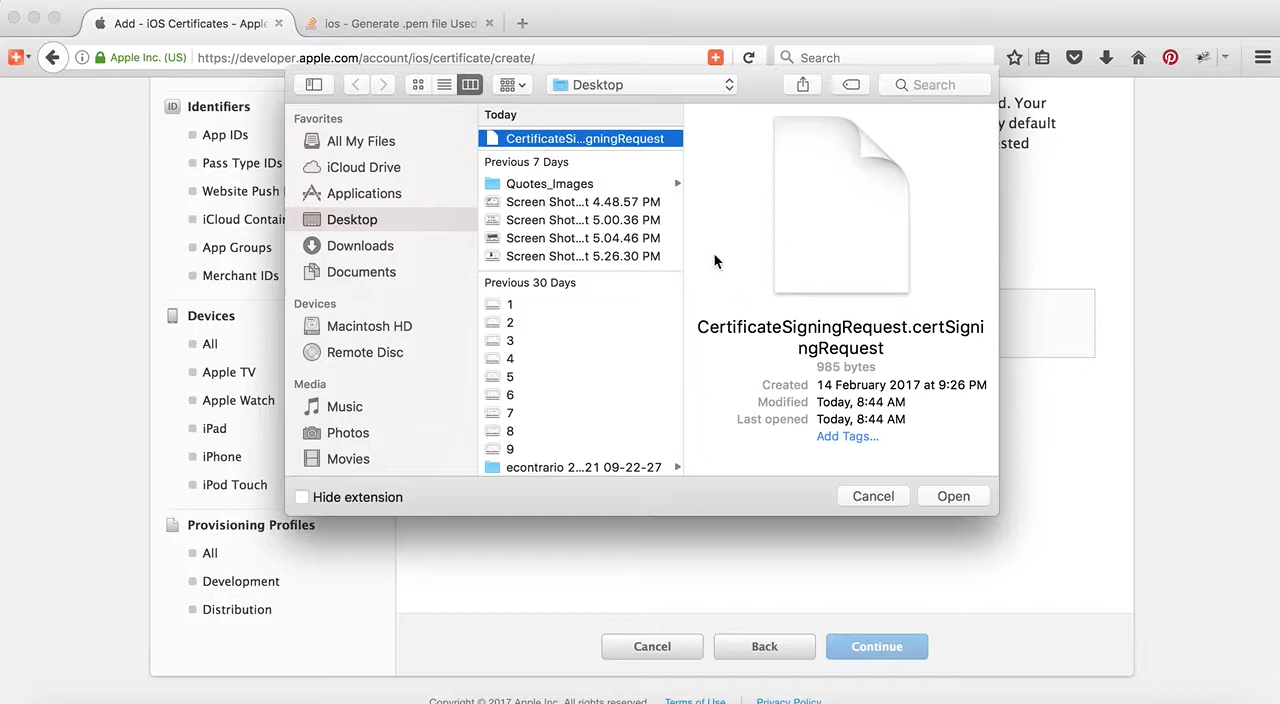 Add - iOS Certificates - Apple
ios - Generate .pem file Used
Apple Inc. (US)
https://developer.apple.com/account/ios/certificate/create/
Search
Desktop
Search
ID Identifiers
App IDs
Pass Type IDs
Website Push
iCloud Contai
App Groups
Merchant IDs
Devices
All
Apple TV
Apple Watch
iPad
iPhone
iPod Touch
Provisioning Profiles
All
Development
Distribution
Favorites
All My Files
iCloud Drive
Applications
Desktop
Downloads
Documents
Devices
Macintosh HD
Remote Disc
Media
Music
Photos
Movies
Today
CertificateSi...gningRequest
Previous 7 Days
Quotes_Images
Screen Shot...t 4.48.57 PM
Screen Shot...t 5.00.36 PM
Screen Shot...t 5.04.46 PM
Screen Shot...t 5.26.30 PM
Previous 30 Days
1
2
3
4
5
6
7
8
9
econtrario 2...21 09-22-27
CertificateSigningRequest.certSigni
ngRequest
985 bytes
Created 14 February 2017 at 9:26 PM
Modified Today, 8:44 AM
Last opened Today, 8:44 AM
Add Tags...
d. Your
y default
sted
Hide extension
Cancel
Open
Cancel
Back
Continue
Copyright © 2017 Apple Inc. All rights reserved.
Terms of Use
Privacy Policy